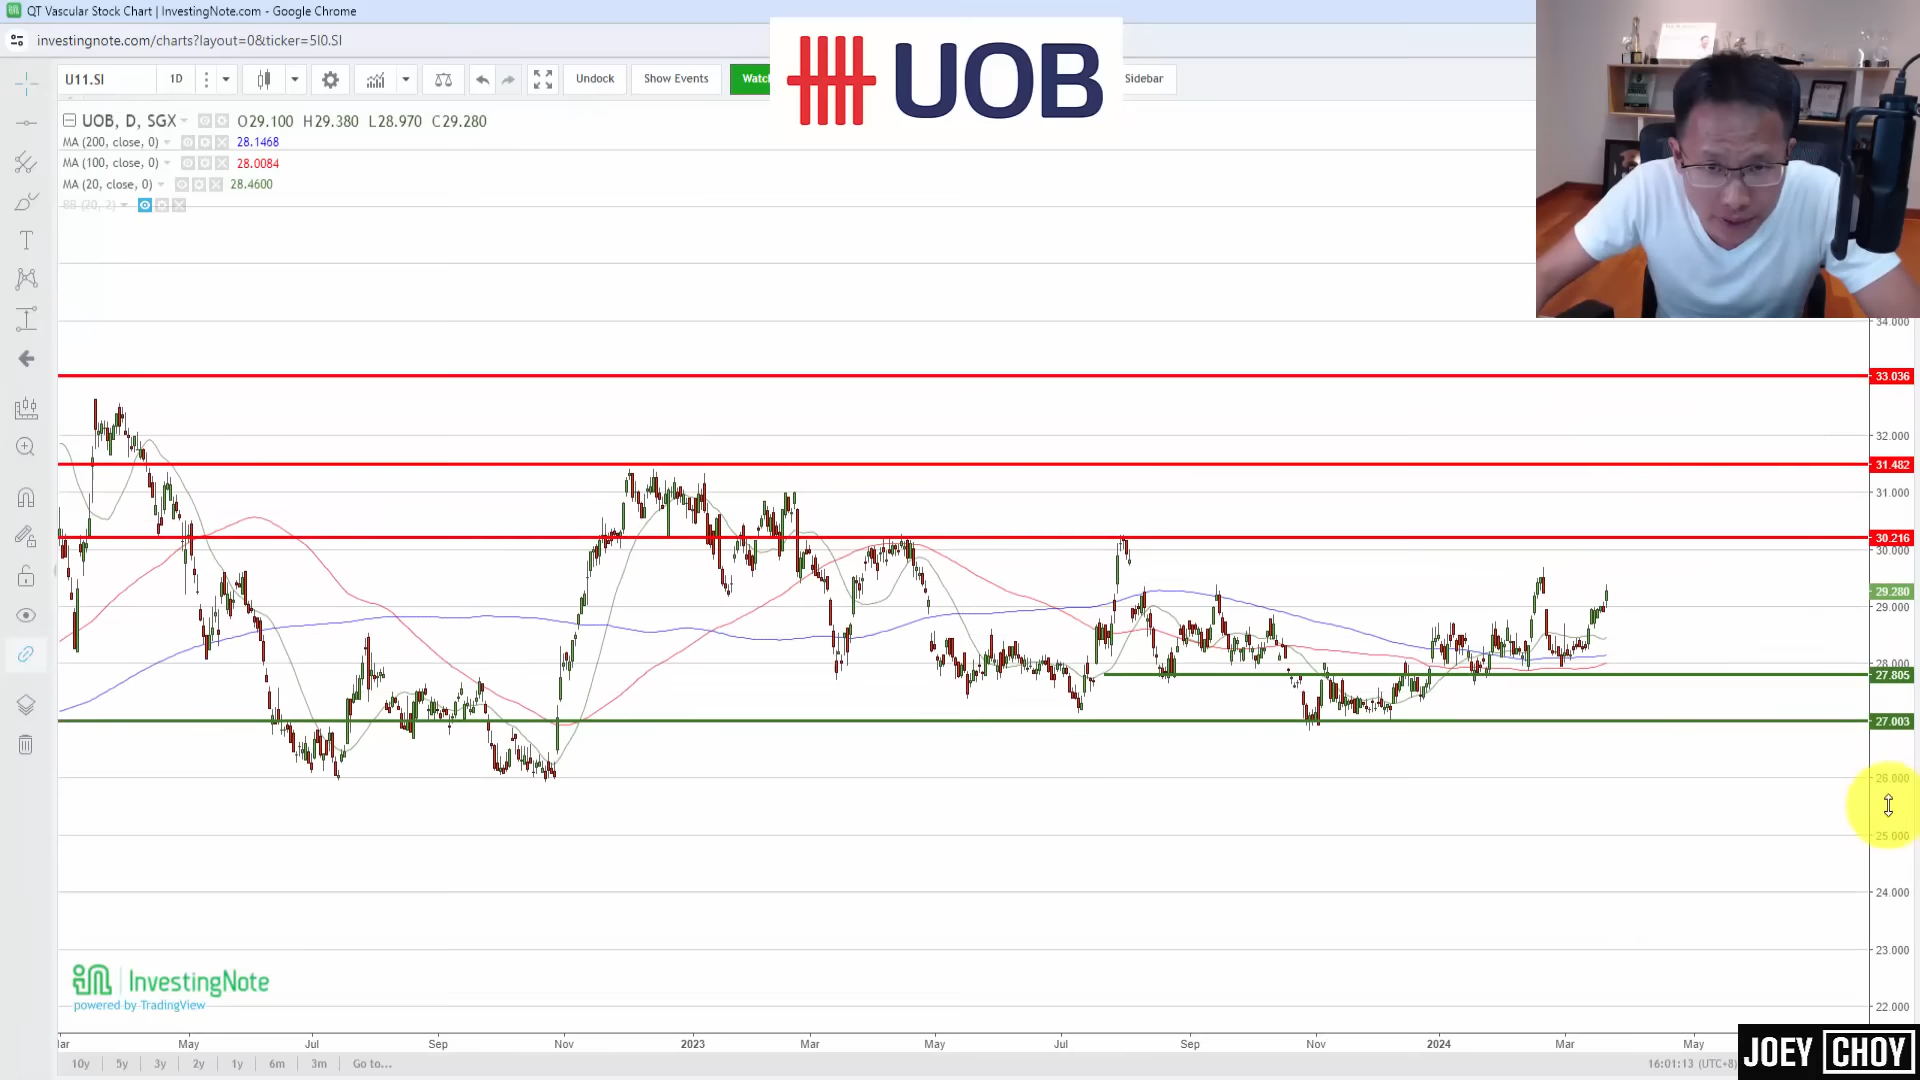 QT Vascular Stock Chart | InvestingNote.com - Google Chrome
investingnote.com/charts?layout=0&ticker=5I0.SI
U11.SI 1D Undock Show Events Watch Sidebar
UOB
UOB, D, SGX O29.100 H29.380 L28.970 C29.280
MA (200, close, 0) 28.1468
MA (100, close, 0) 28.0084
MA (20, close, 0) 28.4600
BB (20, 2)
34.000
33.036
32.000
31.482
31.000
30.216
30.000
29.280
29.000
28.000
27.805
27.003
26.000
25.000
24.000
23.000
22.000
InvestingNote
powered by TradingView
May Jul Sep Nov 2023 Mar May Jul Sep Nov 2024 Mar May
10y 5y 3y 2y 1y 6m 3m Go to... 16:01:13 (UTC+8)
JOEY CHOY